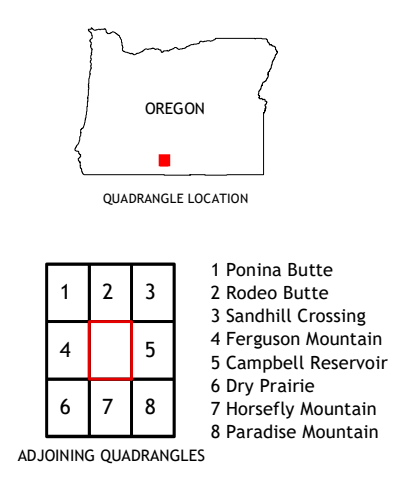 OREGON
QUADRANGLE LOCATION
1 2 3
4 5
6 7 8
ADJOINING QUADRANGLES
1 Ponina Butte
2 Rodeo Butte
3 Sandhill Crossing
4 Ferguson Mountain
5 Campbell Reservoir
6 Dry Prairie
7 Horsefly Mountain
8 Paradise Mountain